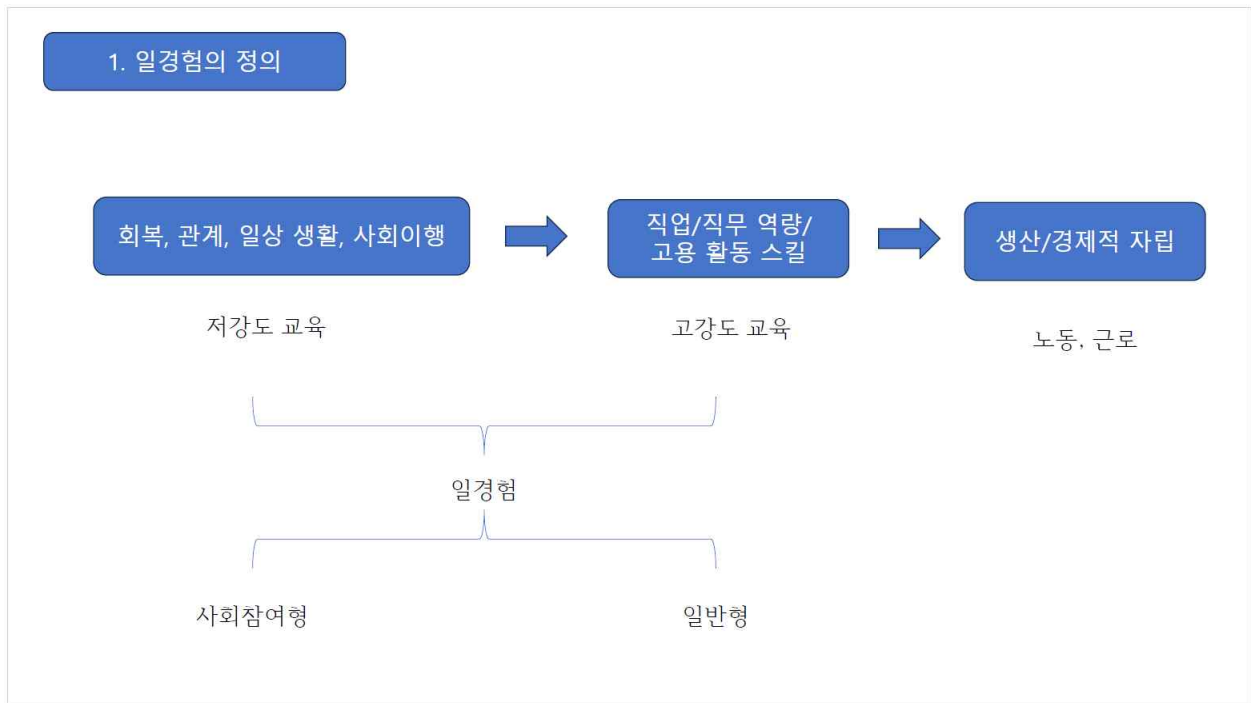 1. 일경험의 정의
회복, 관계, 일상 생활, 사회이행
직업/직무 역량/
고용 활동 스킬
생산/경제적 자립
저강도 교육
고강도 교육
노동, 근로
일경험
사회참여형
일반형